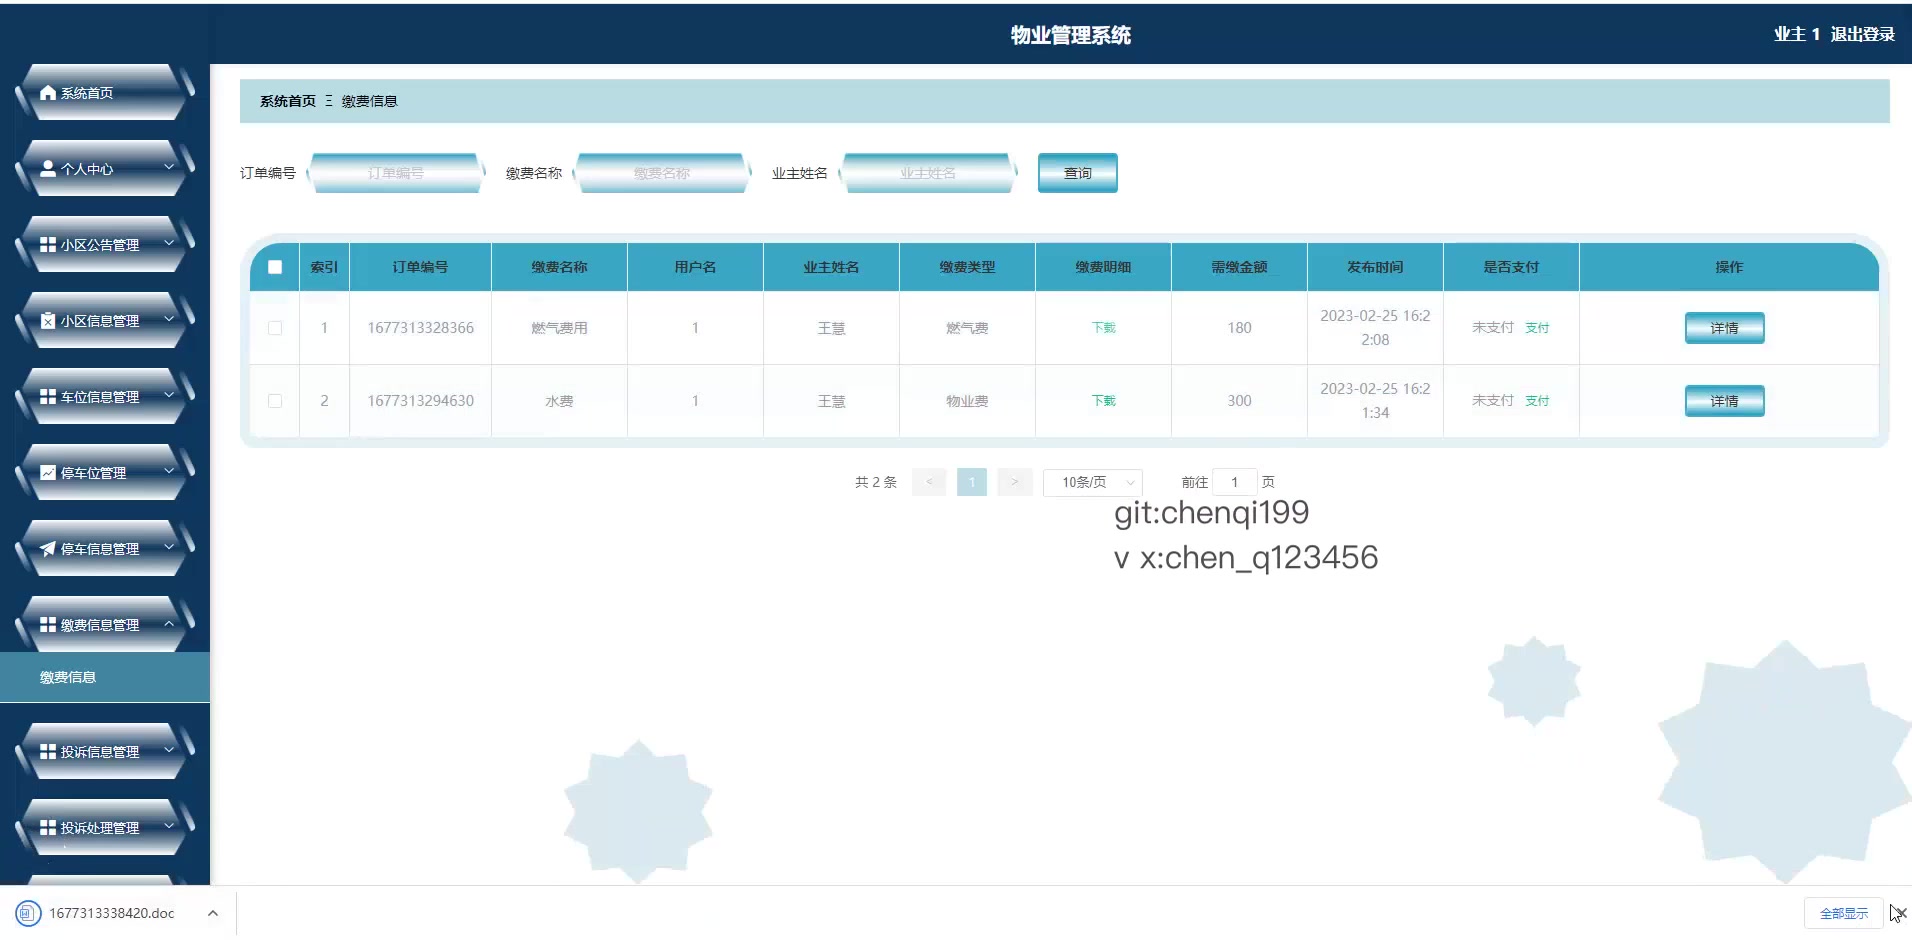 物业管理系统
业主 1 退出登录
系统首页
个人中心
小区公告管理
小区信息管理
车位信息管理
停车位管理
停车信息管理
缴费信息管理
缴费信息
投诉信息管理
投诉处理管理
系统首页 Ξ 缴费信息
订单编号 订单编号 缴费名称 缴费名称 业主姓名 业主姓名 查询
索引 订单编号 缴费名称 用户名 业主姓名 缴费类型 缴费明细 需缴金额 发布时间 是否支付 操作
1 1677313328366 燃气费用 1 王慧 燃气费 下载 180 2023-02-25 16:2
2:08 未支付 支付 详情
2 1677313294630 水费 1 王慧 物业费 下载 300 2023-02-25 16:2
1:34 未支付 支付 详情
共 2 条 < 1 > 10条/页 前往 1 页
git:chenqi199
v x:chen_q123456
1677313338420.doc
全部显示